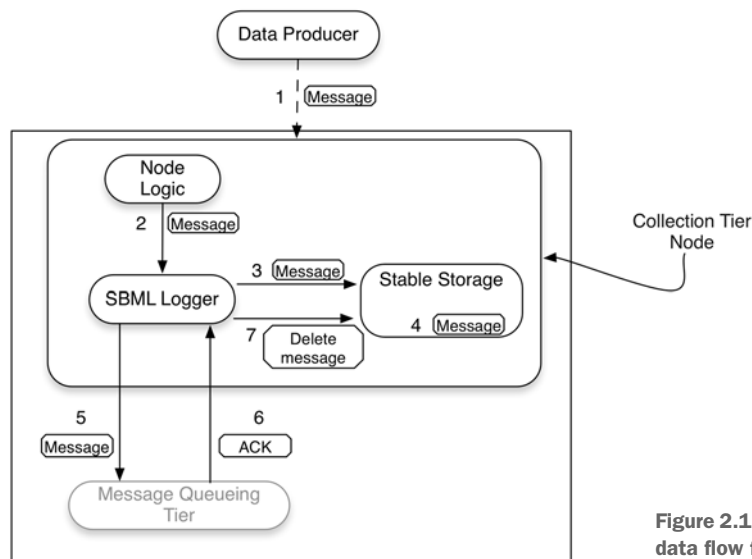 Data Producer
1 Message
Node
Logic
2 Message
Collection Tier
Node
3 Message
Stable Storage
SBML Logger
4 Message
7 Delete
message
5
Message
6
ACK
Message Queueing
Tier
Figure 2.1
data flow